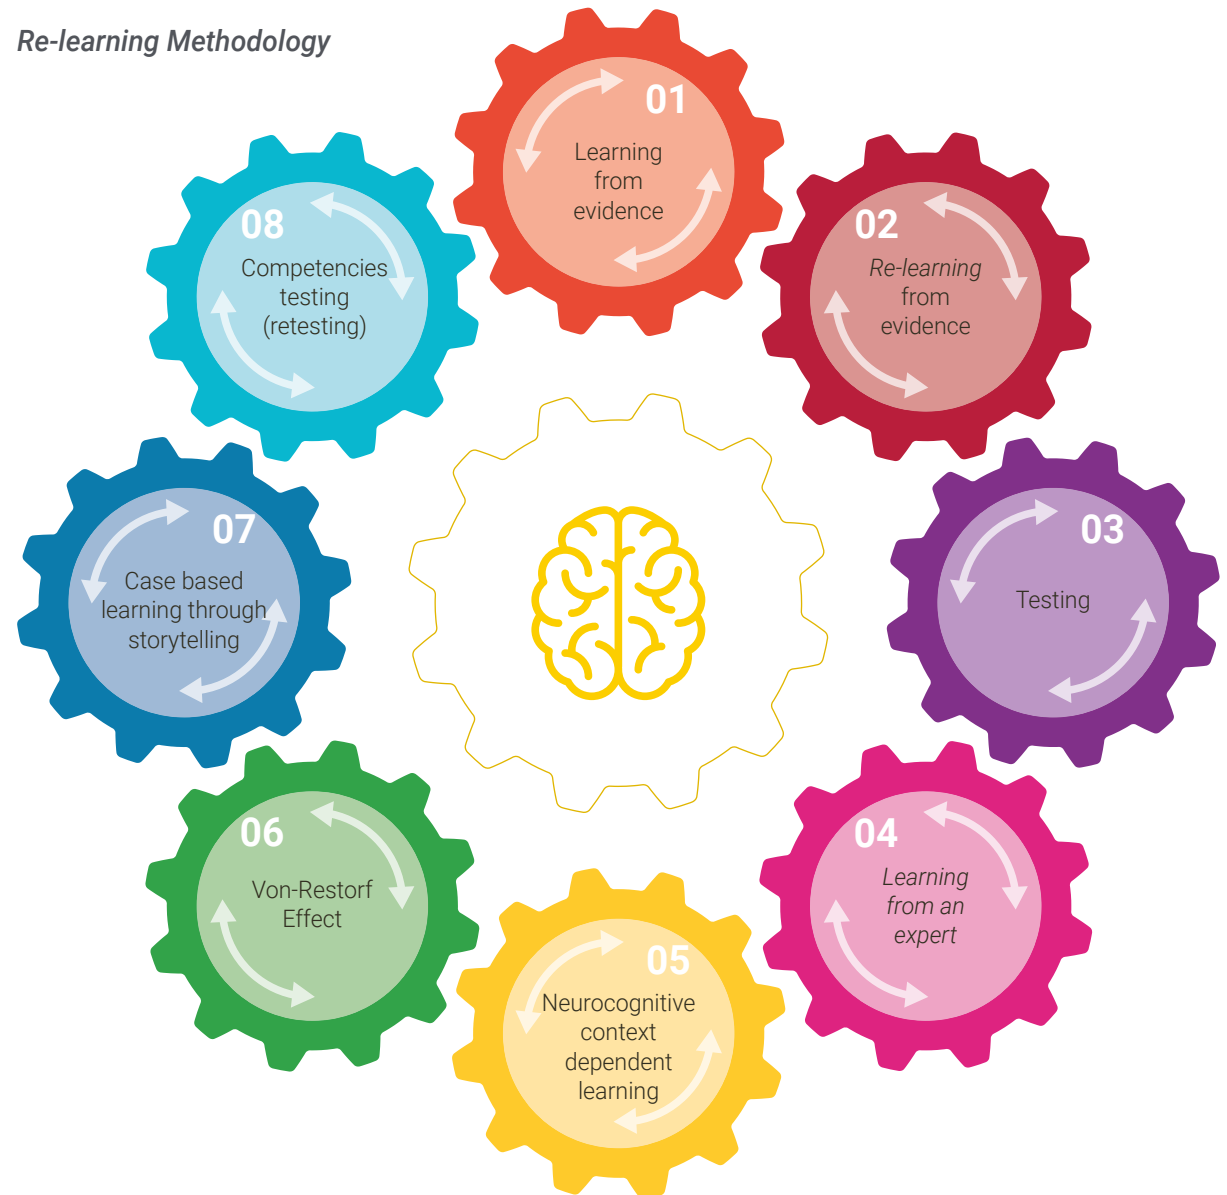 Re-learning Methodology
01
Learning
from
evidence
02
Re-learning
from
evidence
03
Testing
04
Learning
from an
expert
05
Neurocognitive
context
dependent
learning
06
Von-Restorf
Effect
07
Case based
learning through
storytelling
08
Competencies
testing
(retesting)